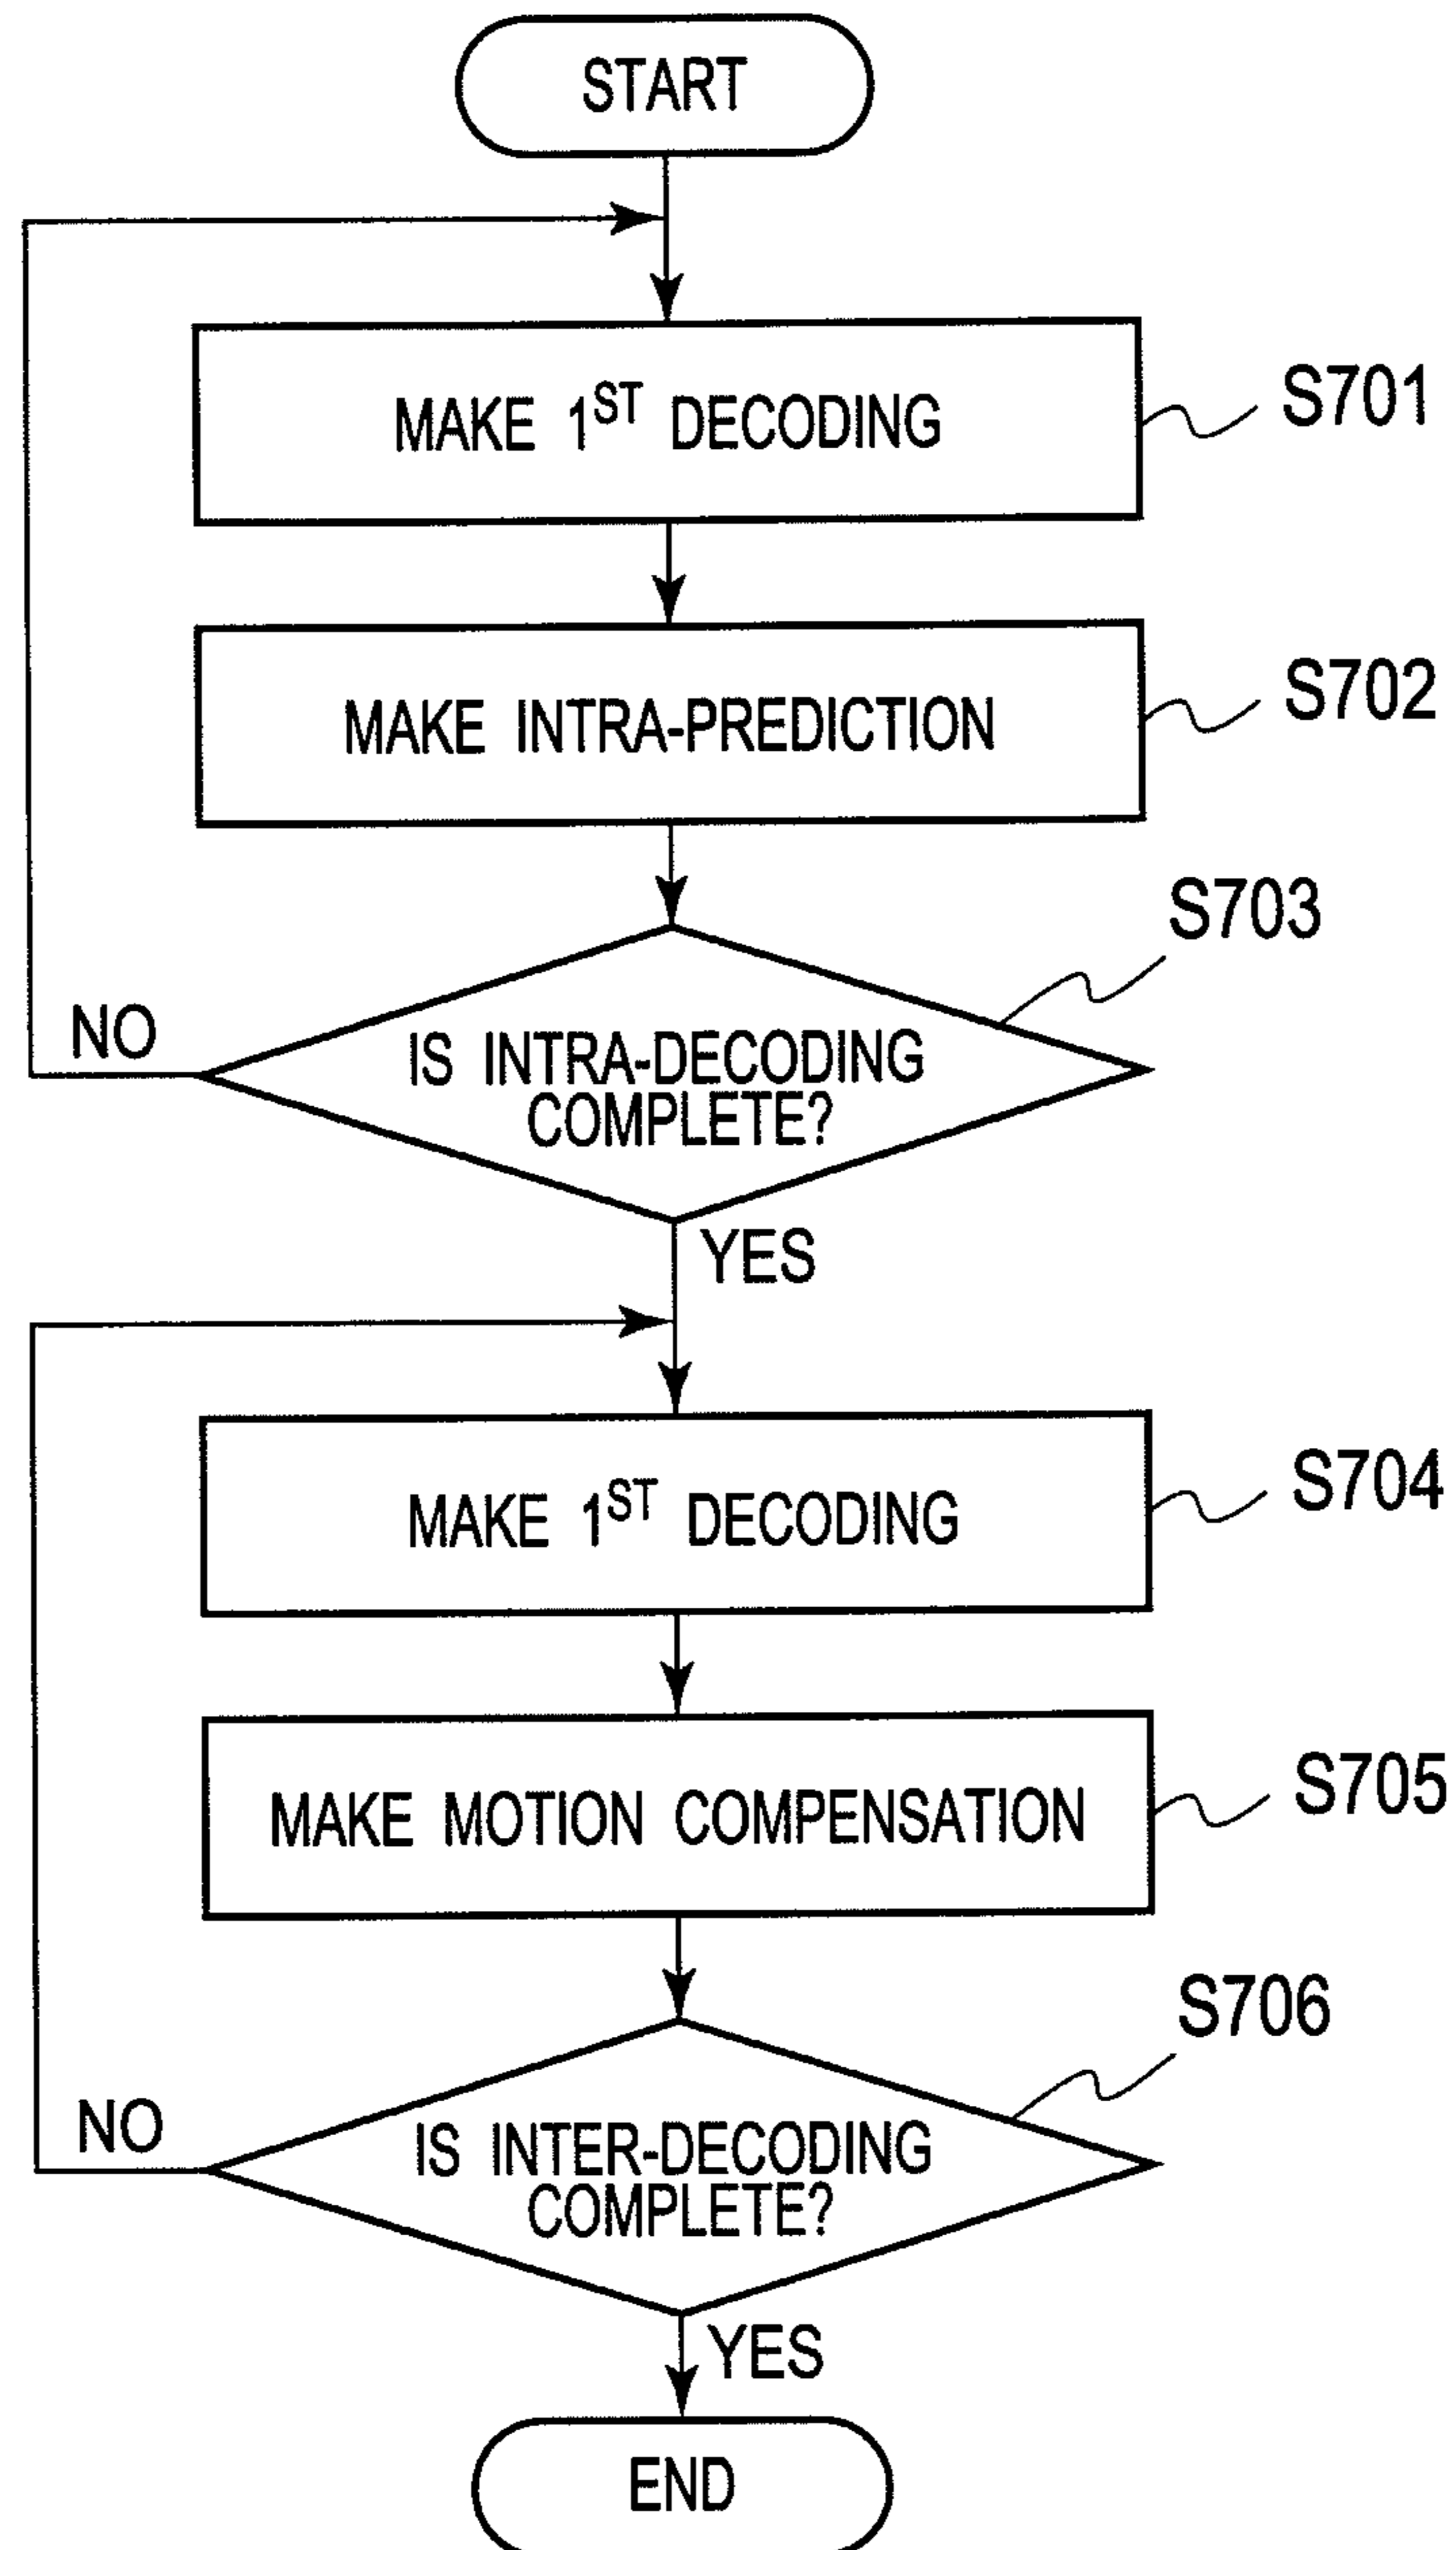 START
MAKE 1ST DECODING
S701
MAKE INTRA-PREDICTION
S702
S703
IS INTRA-DECODING
COMPLETE?
NO
YES
MAKE 1ST DECODING
S704
MAKE MOTION COMPENSATION
S705
S706
IS INTER-DECODING
COMPLETE?
NO
YES
END